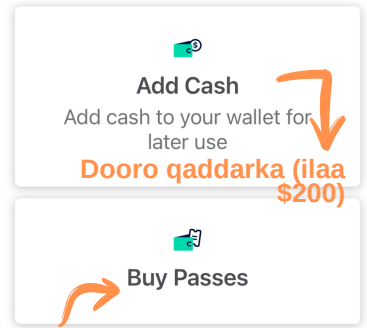 Add Cash
Add cash to your wallet for
later use
Dooro qaddarka (ilaa
$200)
Buy Passes